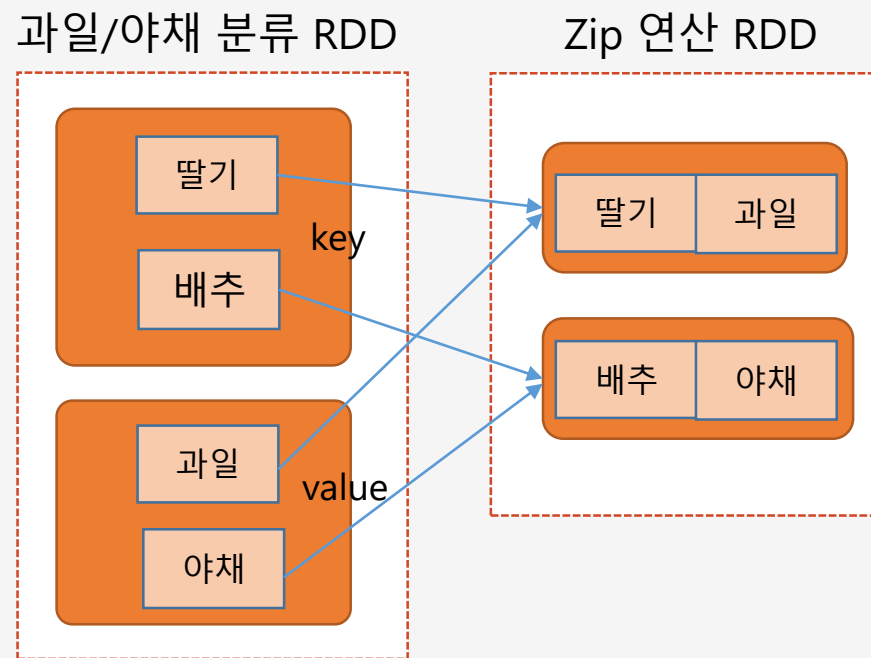 과일/야채 분류 RDD
딸기
key
배추
과일
value
야채
Zip 연산 RDD
딸기 과일
배추 야채